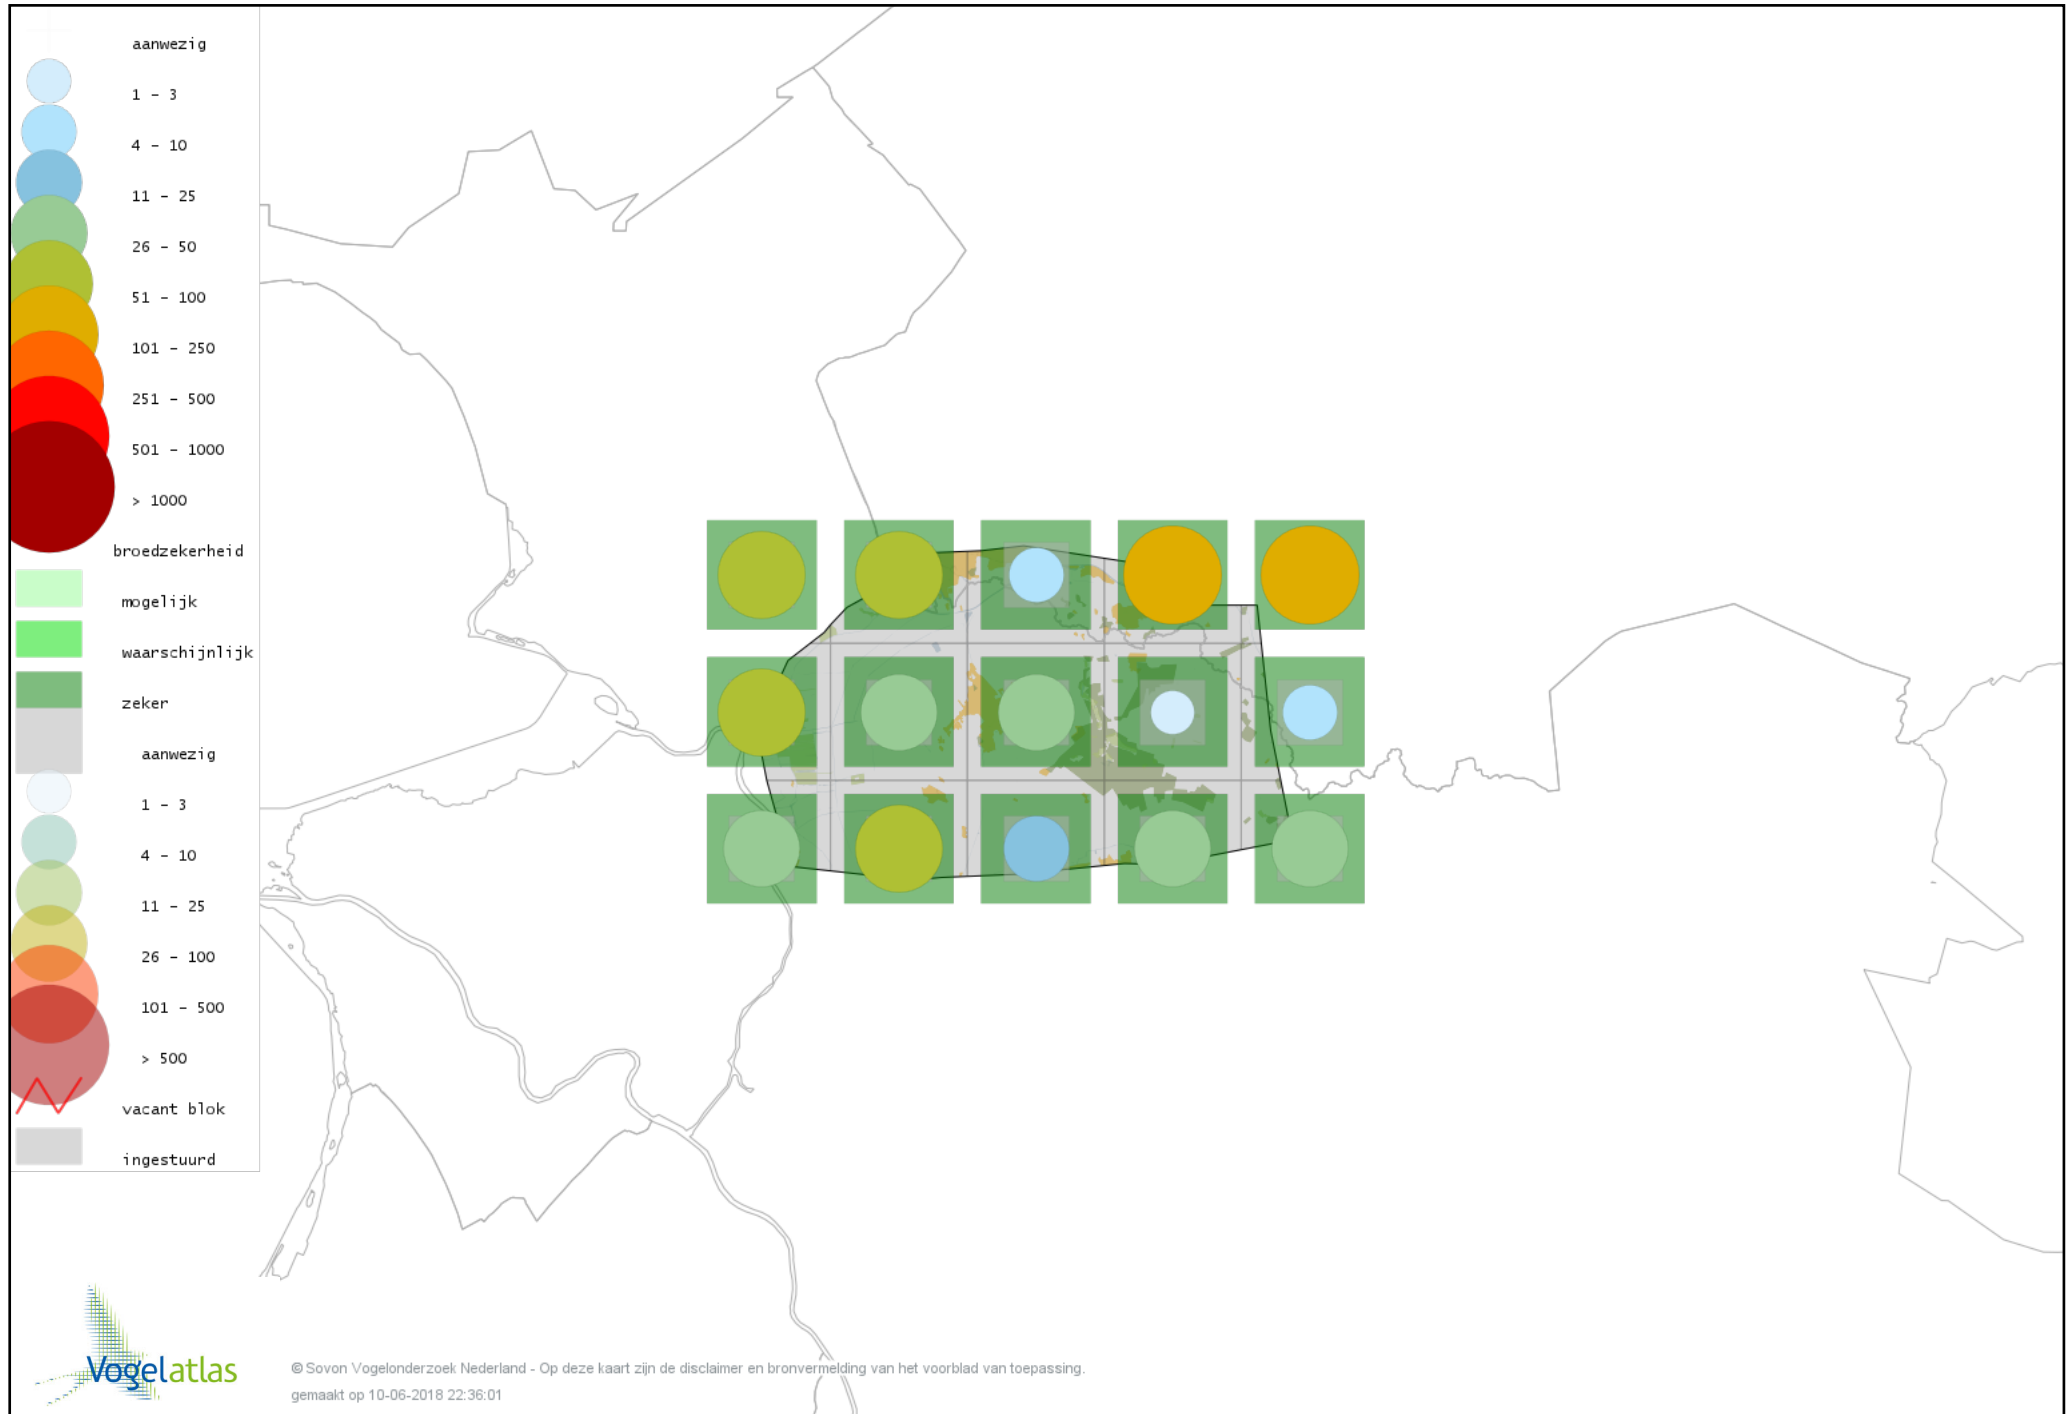 aanwezig
1 - 3
4 - 10
11 - 25
26 - 50
51 - 100
101 - 250
251 - 500
501 - 1000
> 1000
broedzekerheid
mogelijk
waarschijnlijk
zeker
aanwezig
1 - 3
4 - 10
11 - 25
26 - 100
101 - 500
> 500
vacant blok
ingestuurd
Vogelatlas
© Sovon Vogelonderzoek Nederland - Op deze kaart zijn de disclaimer en bronvermelding van het voorblad van toepassing.
gemaakt op 10-06-2018 22:36:01